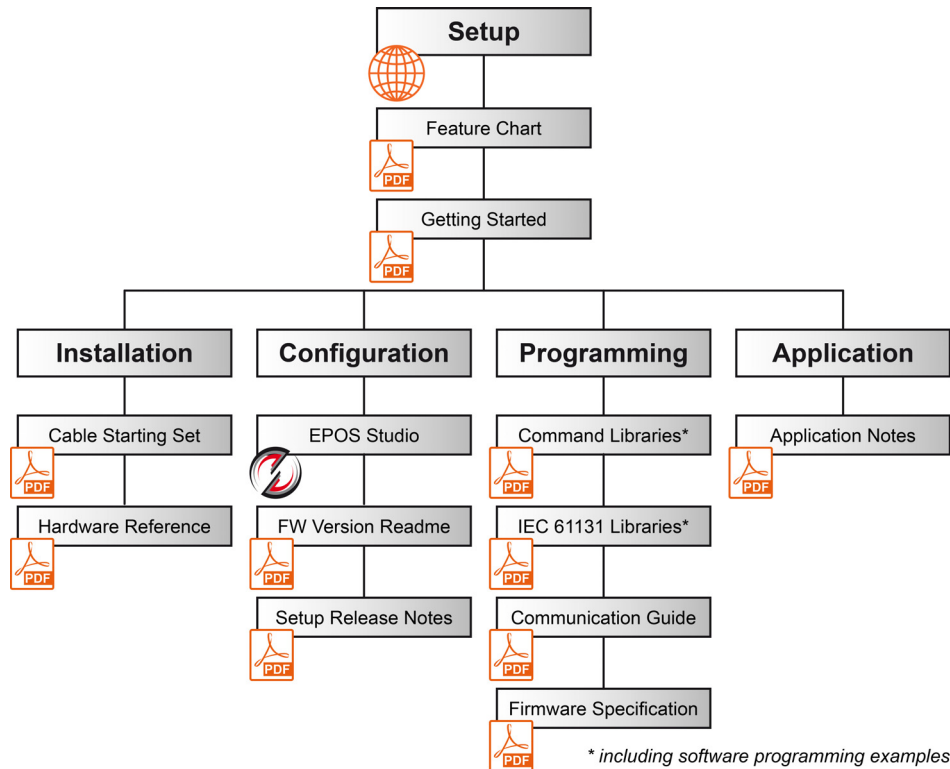 Setup
Feature Chart
PDF
Getting Started
PDF
Installation
Configuration
Programming
Application
Cable Starting Set
PDF
EPOS Studio
Command Libraries*
PDF
Application Notes
PDF
Hardware Reference
PDF
FW Version Readme
PDF
IEC 61131 Libraries*
PDF
Setup Release Notes
PDF
Communication Guide
PDF
Firmware Specification
PDF
* including software programming examples